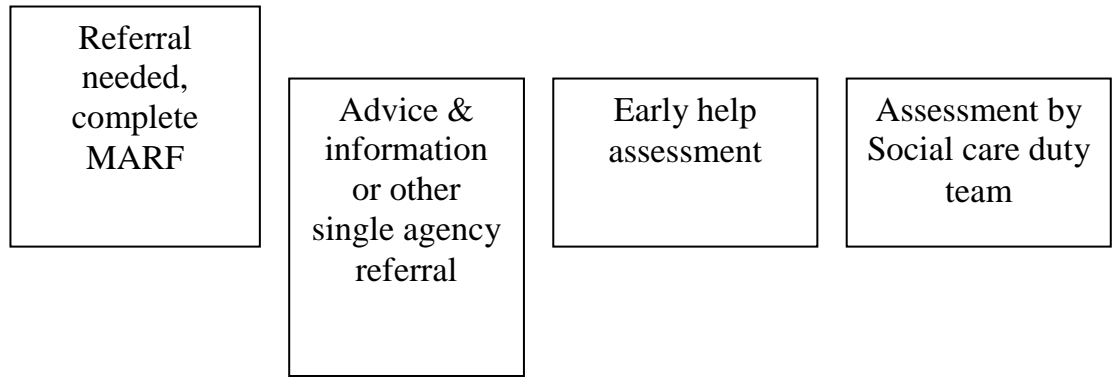 Referral
needed,
complete
MARF
Advice &
information
or other
single agency
referral
Early help
assessment
Assessment by
Social care duty
team